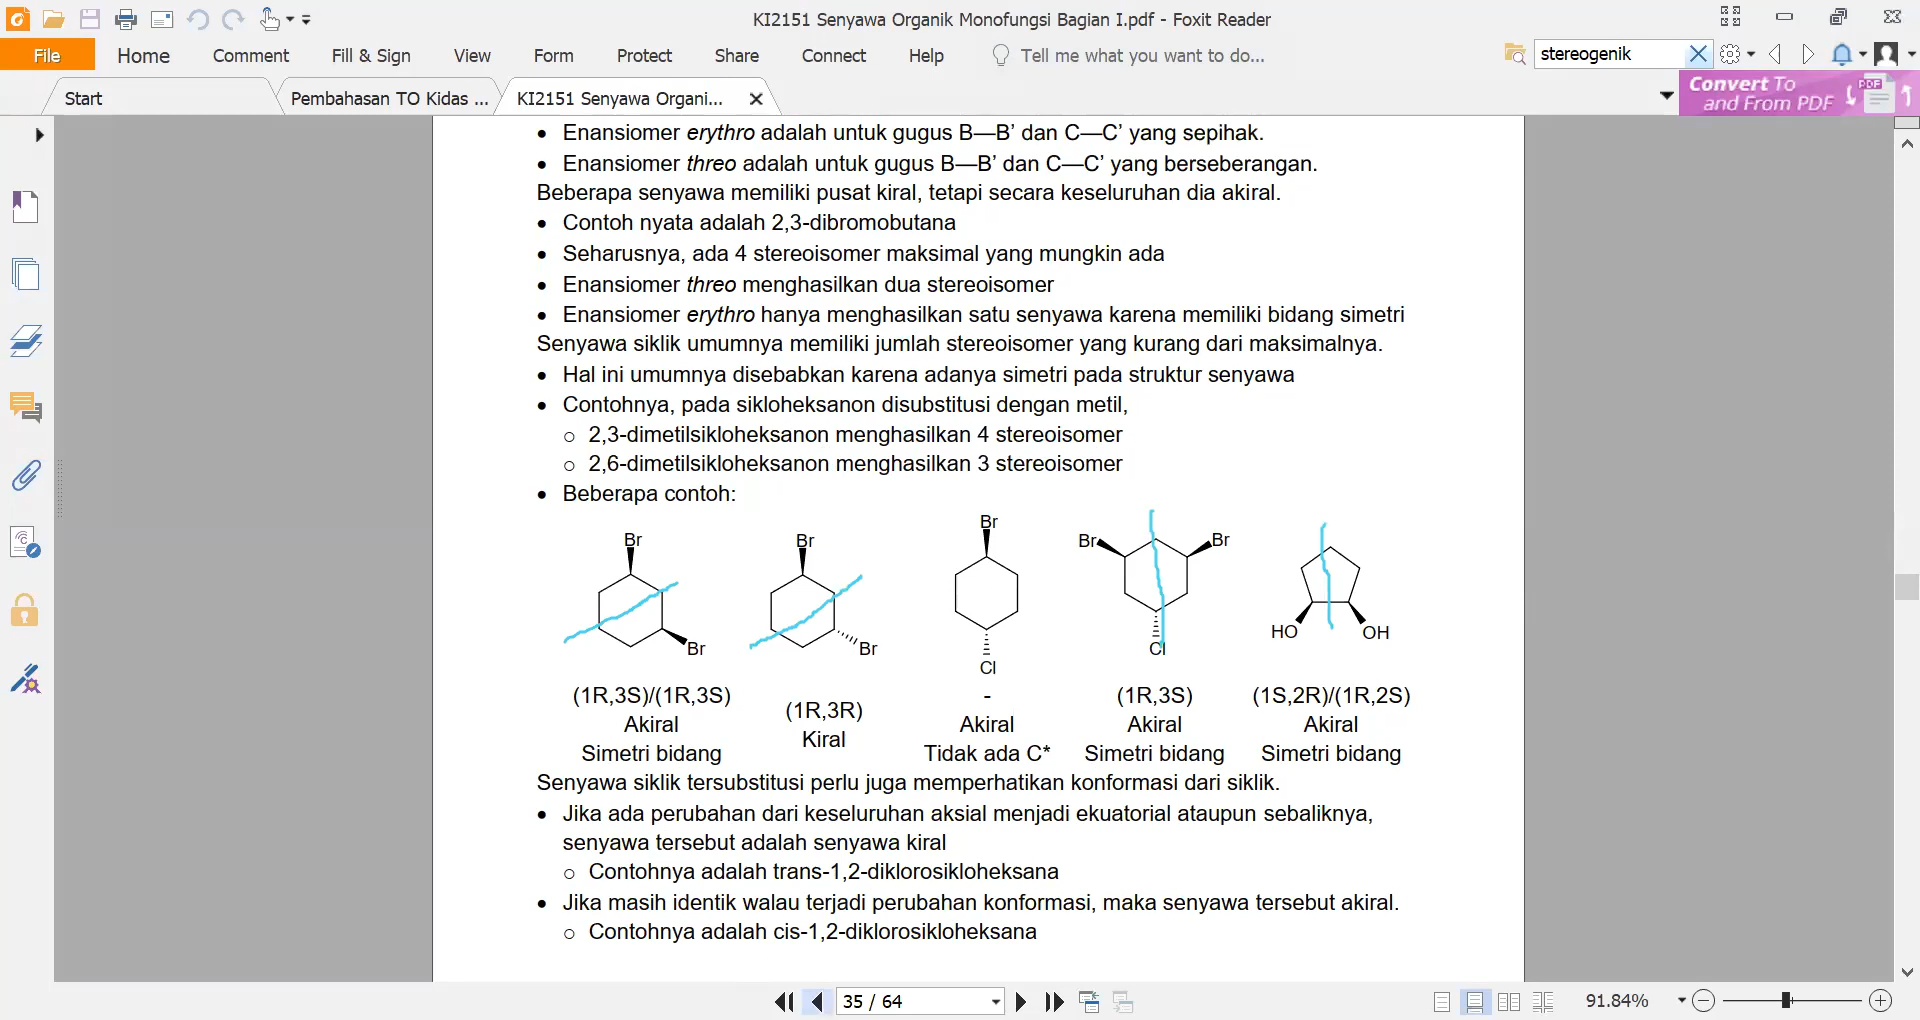 KI2151 Senyawa Organik Monofungsi Bagian I.pdf - Foxit Reader
File Home Comment Fill & Sign View Form Protect Share Connect Help Tell me what you want to do... stereogenik
Start Pembahasan TO Kidas ... KI2151 Senyawa Organi... Convert To and From PDF PDF
• Enansiomer erythro adalah untuk gugus B—B’ dan C—C’ yang sepihak.
• Enansiomer threo adalah untuk gugus B—B’ dan C—C’ yang berseberangan.
Beberapa senyawa memiliki pusat kiral, tetapi secara keseluruhan dia akiral.
• Contoh nyata adalah 2,3-dibromobutana
• Seharusnya, ada 4 stereoisomer maksimal yang mungkin ada
• Enansiomer threo menghasilkan dua stereoisomer
• Enansiomer erythro hanya menghasilkan satu senyawa karena memiliki bidang simetri
Senyawa siklik umumnya memiliki jumlah stereoisomer yang kurang dari maksimalnya.
• Hal ini umumnya disebabkan karena adanya simetri pada struktur senyawa
• Contohnya, pada sikloheksanon disubstitusi dengan metil,
o 2,3-dimetilsikloheksanon menghasilkan 4 stereoisomer
o 2,6-dimetilsikloheksanon menghasilkan 3 stereoisomer
• Beberapa contoh:
Br Br Br Br Br
Br Br Cl Cl HO OH
(1R,3S)/(1R,3S) (1R,3R) - (1R,3S) (1S,2R)/(1R,2S)
Akiral Kiral Akiral Akiral Akiral
Simetri bidang Tidak ada C* Simetri bidang Simetri bidang
Senyawa siklik tersubstitusi perlu juga memperhatikan konformasi dari siklik.
• Jika ada perubahan dari keseluruhan aksial menjadi ekuatorial ataupun sebaliknya,
senyawa tersebut adalah senyawa kiral
o Contohnya adalah trans-1,2-diklorosikloheksana
• Jika masih identik walau terjadi perubahan konformasi, maka senyawa tersebut akiral.
o Contohnya adalah cis-1,2-diklorosikloheksana
35 / 64 91.84%